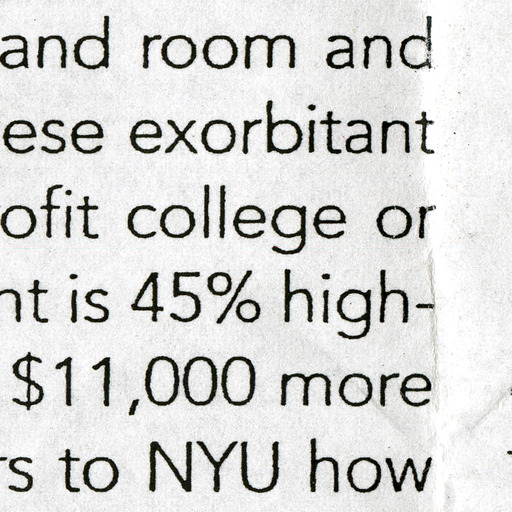 and room and
ese exorbitant
ofit college or
nt is 45% high-
$11,000 more
rs to NYU how